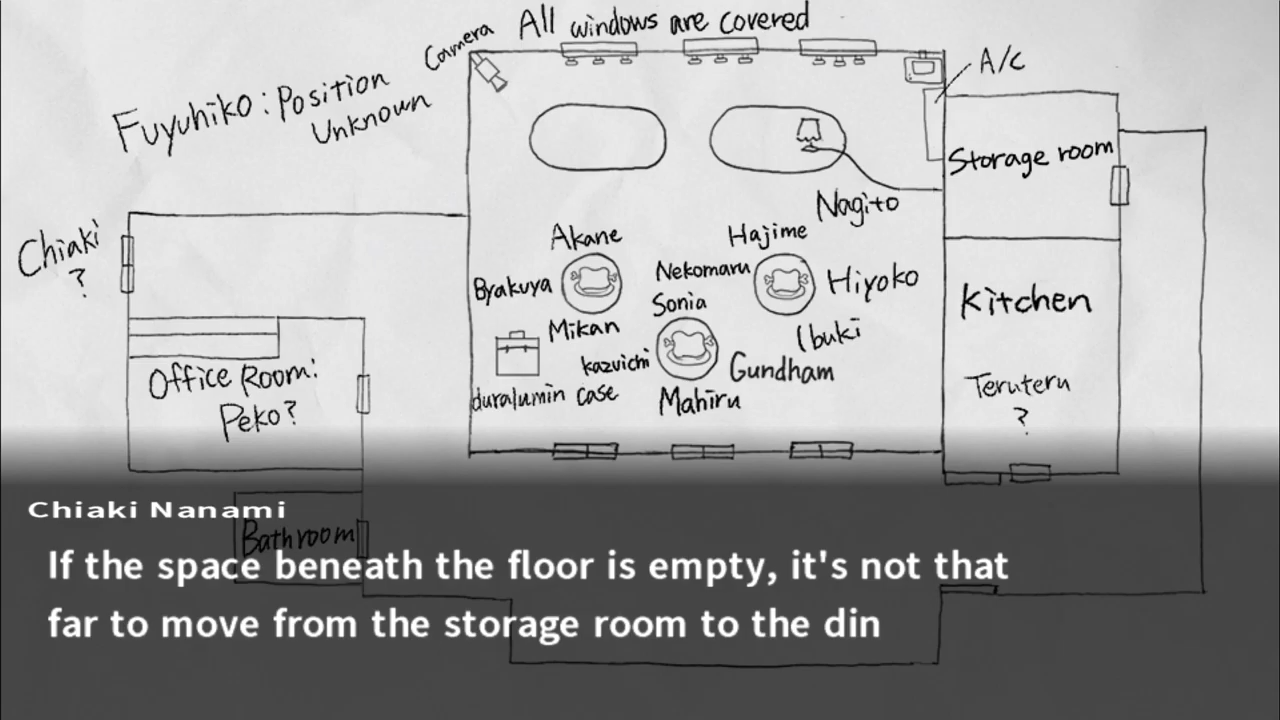 All windows are covered
Camera
A/C
Fuyuhiko: Position
Unknown
Storage room
Nagito
Chiaki
?
Akane
Hajime
Byakuya
Nekomaru
Hiyoko
Sonia
Kitchen
Mikan
Ibuki
kazuichi
Gundham
Office Room:
Peko?
duralumin case
Mahiru
Teruteru
?
Chiaki Nanami
Bathroom
If the space beneath the floor is empty, it's not that
far to move from the storage room to the din